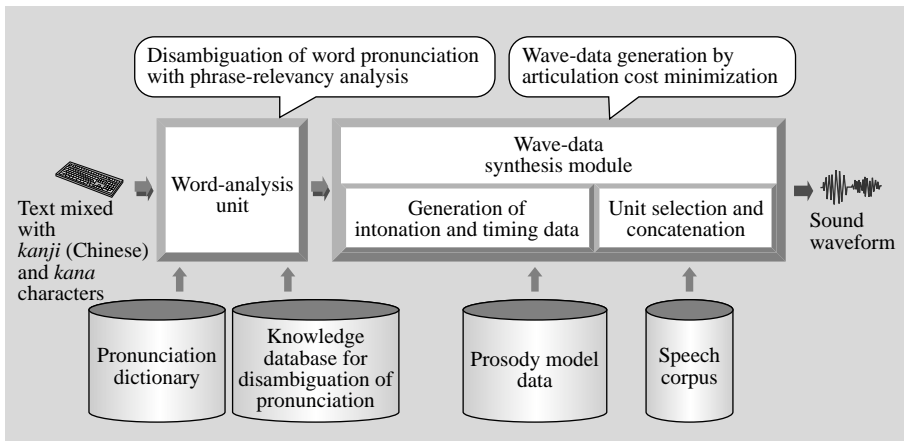 Disambiguation of word pronunciation
with phrase-relevancy analysis
Wave-data generation by
articulation cost minimization
Text mixed
with
kanji (Chinese)
and kana
characters
Word-analysis
unit
Wave-data
synthesis module
Generation of
intonation and timing data
Unit selection and
concatenation
Sound
waveform
Pronunciation
dictionary
Knowledge
database for
disambiguation of
pronunciation
Prosody model
data
Speech
corpus